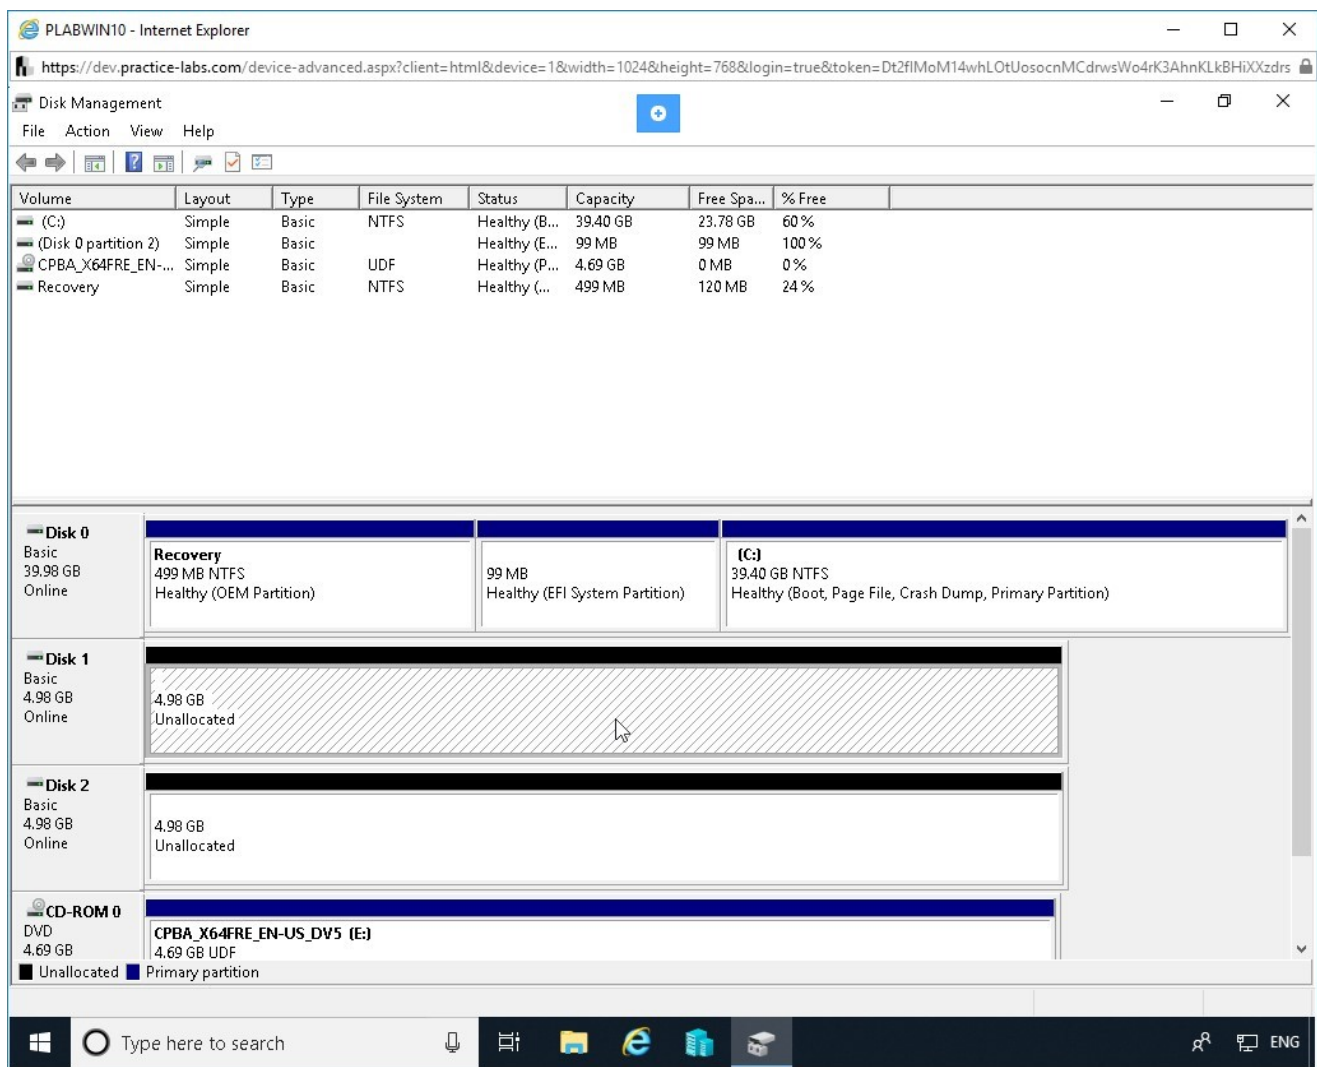 PLABWIN10 - Internet Explorer
https://dev.practice-labs.com/device-advanced.aspx?client=html&device=1&width=1024&height=768&login=true&token=Dt2flMoM14whLOtUosocnMCdrwsWo4rK3AhnKLkBHiXXzdrs
Disk Management
File Action View Help
Volume Layout Type File System Status Capacity Free Spa... % Free
(C:) Simple Basic NTFS Healthy (B... 39.40 GB 23.78 GB 60 %
(Disk 0 partition 2) Simple Basic Healthy (E... 99 MB 99 MB 100 %
CPBA_X64FRE_EN-... Simple Basic UDF Healthy (P... 4.69 GB 0 MB 0 %
Recovery Simple Basic NTFS Healthy (... 499 MB 120 MB 24 %
Disk 0
Basic
39.98 GB
Online
Recovery
499 MB NTFS
Healthy (OEM Partition)
99 MB
Healthy (EFI System Partition)
(C:)
39.40 GB NTFS
Healthy (Boot, Page File, Crash Dump, Primary Partition)
Disk 1
Basic
4.98 GB
Online
4.98 GB
Unallocated
Disk 2
Basic
4.98 GB
Online
4.98 GB
Unallocated
CD-ROM 0
DVD
4.69 GB
CPBA_X64FRE_EN-US_DV5 (E:)
4.69 GB UDF
Unallocated Primary partition
Type here to search
ENG